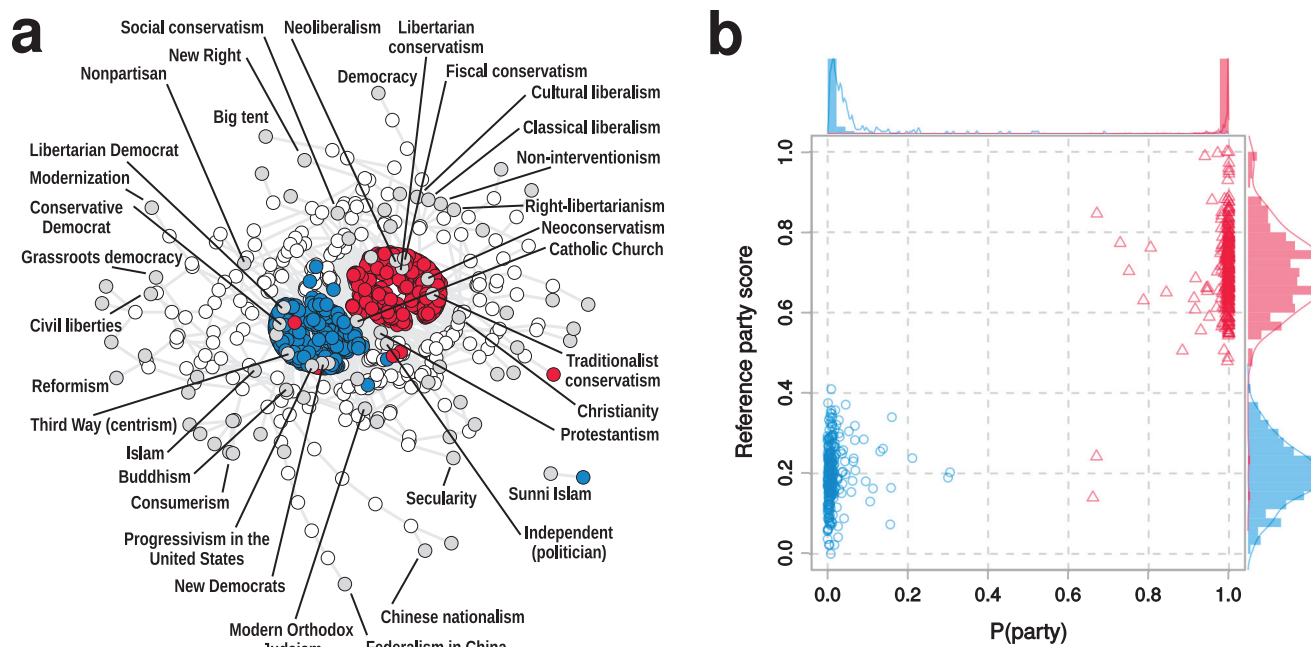 a
Social conservatism
Neoliberalism
Libertarian
conservatism
New Right
Fiscal conservatism
Nonpartisan
Democracy
Cultural liberalism
Big tent
Classical liberalism
Libertarian Democrat
Non-interventionism
Modernization
Right-libertarianism
Conservative
Democrat
Neoconservatism
Catholic Church
Grassroots democracy
Civil liberties
Traditionalist
conservatism
Reformism
Christianity
Third Way (centrism)
Protestantism
Islam
Buddhism
Consumerism
Secularity
Sunni Islam
Independent
(politician)
Progressivism in the
United States
New Democrats
Chinese nationalism
Modern Orthodox
Judaism
Federalism in China
b
Reference party score
1.0
0.8
0.6
0.4
0.2
0.0
0.0 0.2 0.4 0.6 0.8 1.0
P(party)